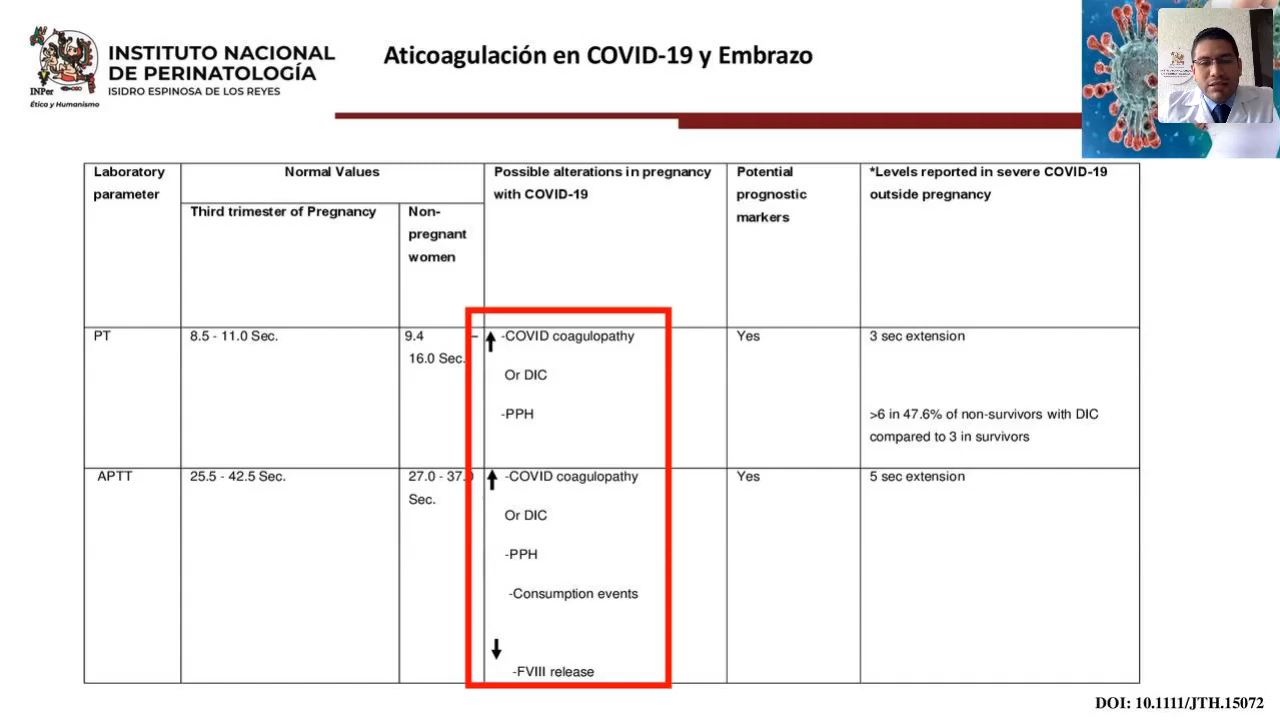 INSTITUTO NACIONAL
DE PERINATOLOGÍA
ISIDRO ESPINOSA DE LOS REYES
INPer
Ética y Humanismo
Aticoagulación en COVID-19 y Embrazo
Laboratory
parameter
Normal Values
Third trimester of Pregnancy
Non-
pregnant
women
Possible alterations in pregnancy
with COVID-19
Potential
prognostic
markers
*Levels reported in severe COVID-19
outside pregnancy
PT
8.5 - 11.0 Sec.
9.4 –
16.0 Sec.
-COVID coagulopathy
Or DIC
-PPH
Yes
3 sec extension
>6 in 47.6% of non-survivors with DIC
compared to 3 in survivors
APTT
25.5 - 42.5 Sec.
27.0 - 37.0
Sec.
-COVID coagulopathy
Or DIC
-PPH
-Consumption events
-FVIII release
Yes
5 sec extension
DOI: 10.1111/JTH.15072